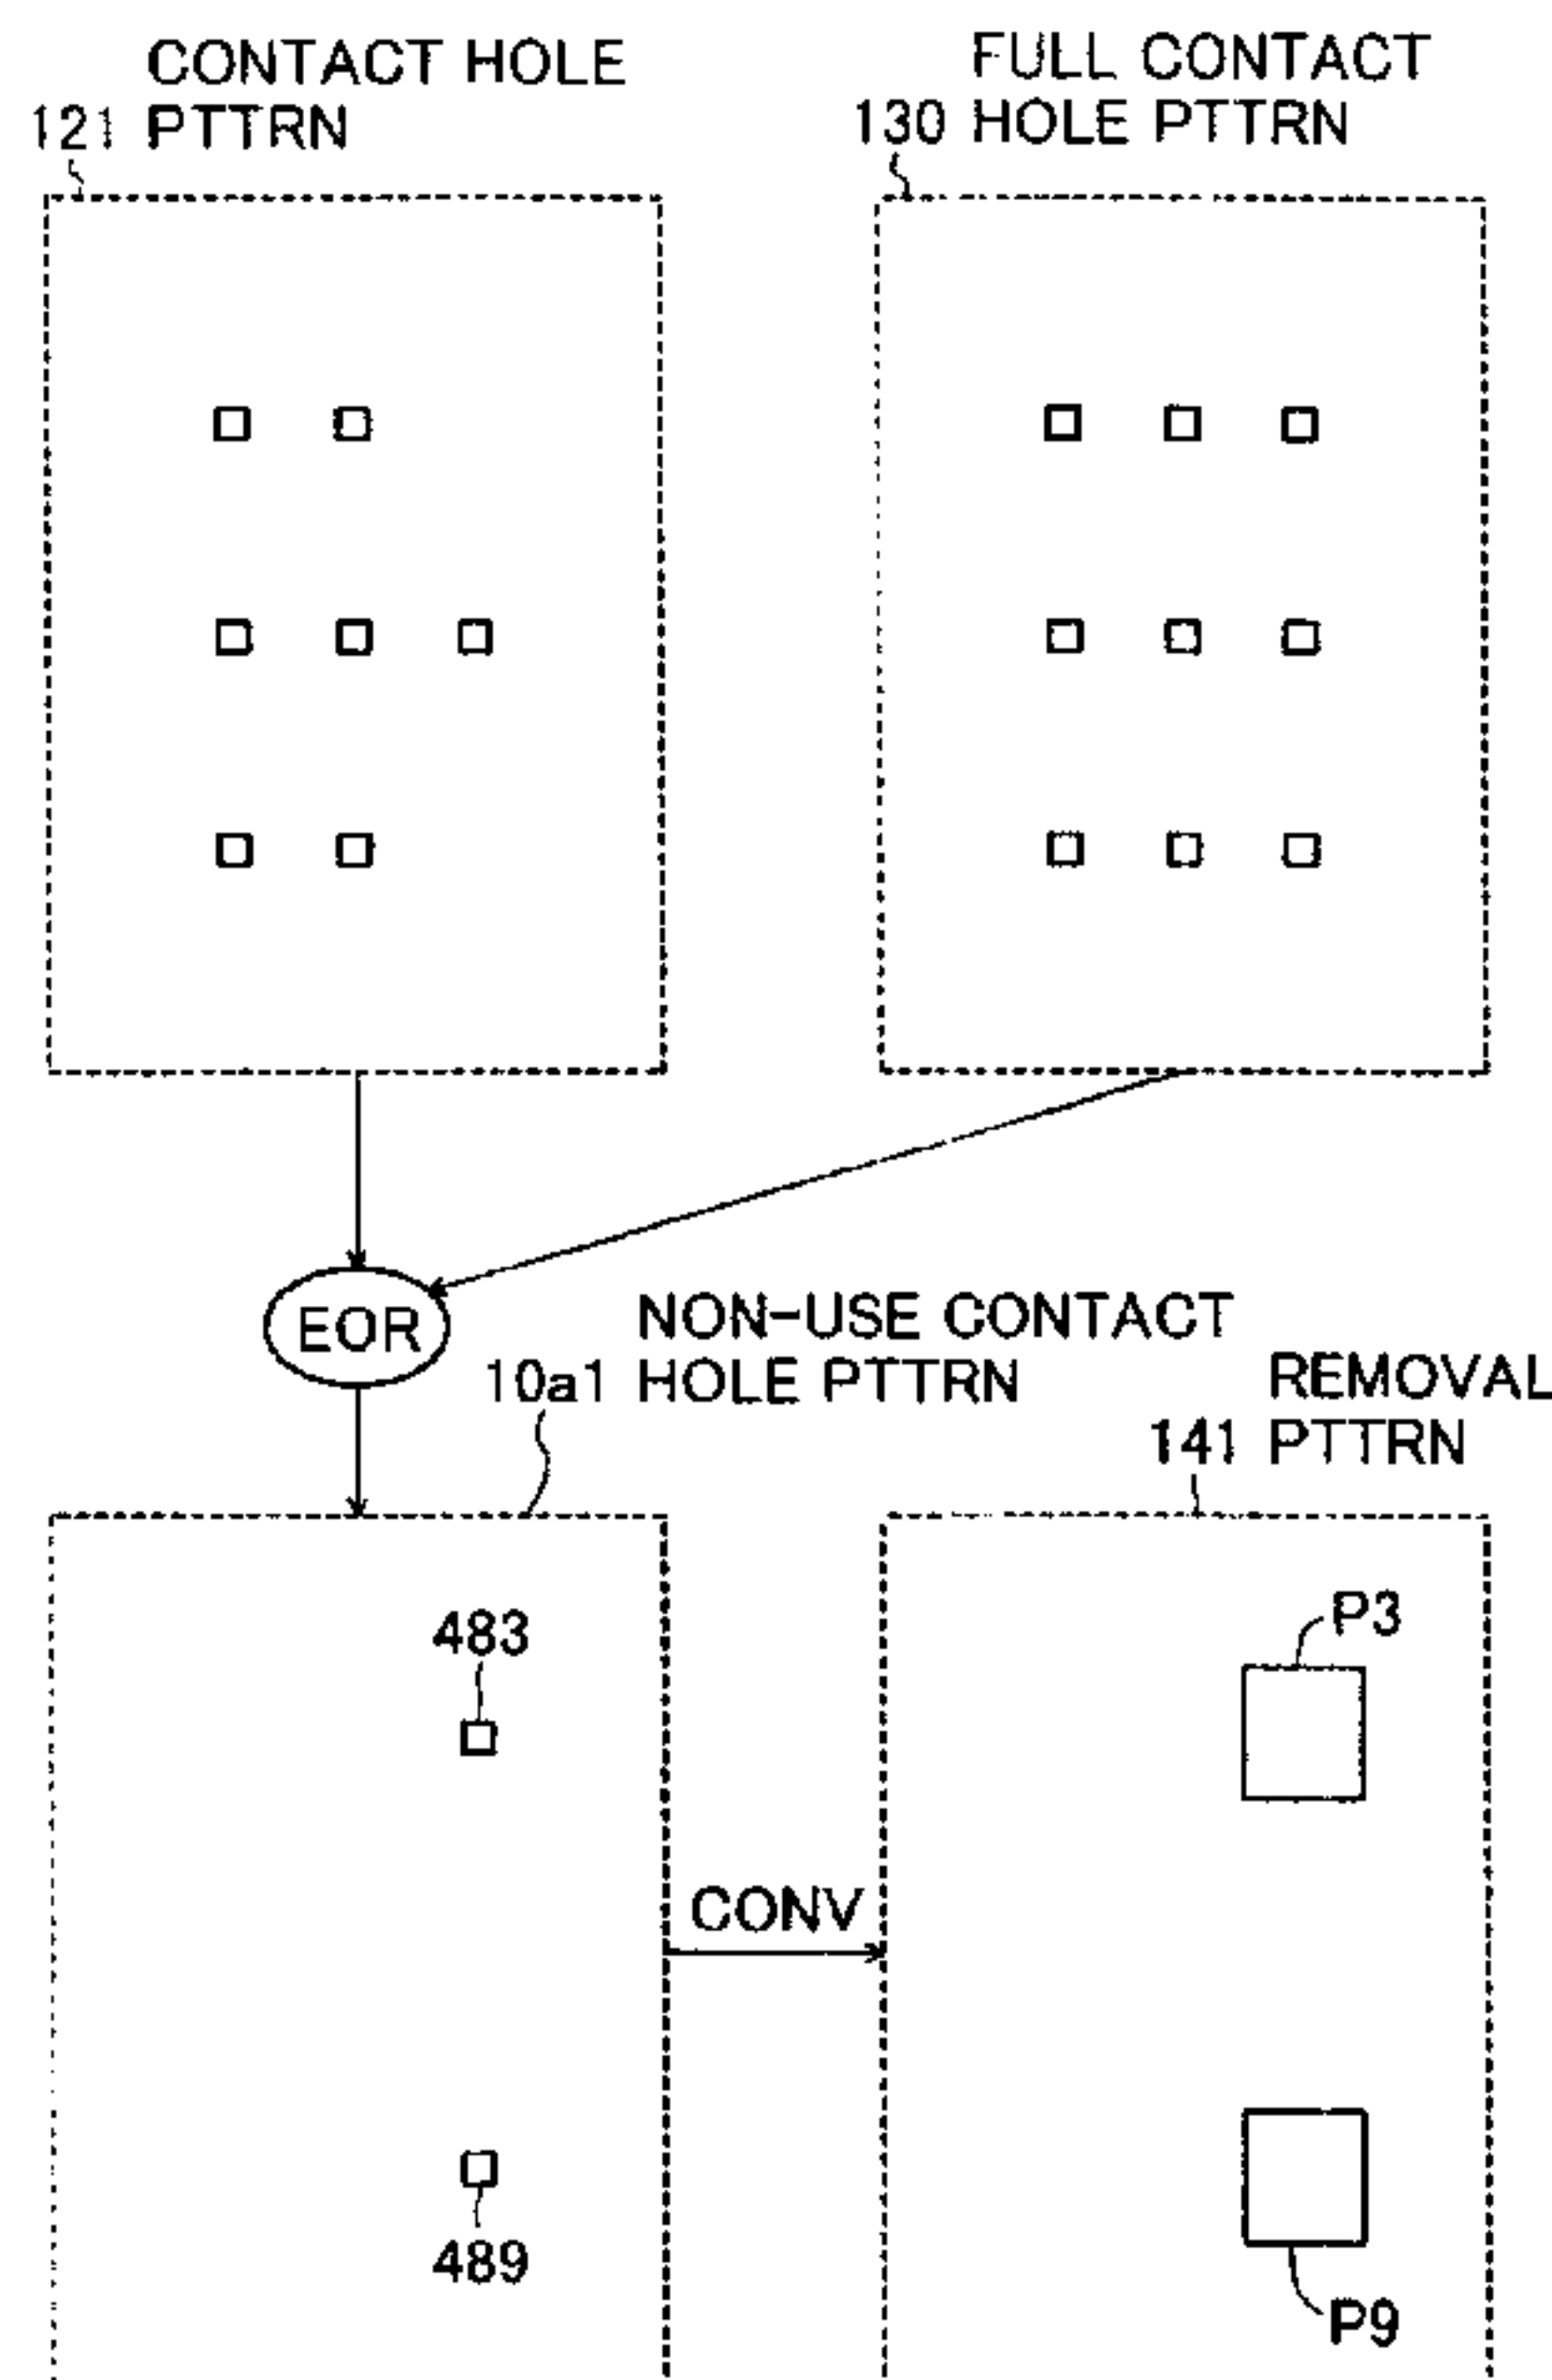 CONTACT HOLE
121 PTTRN
FULL CONTACT
130 HOLE PTTRN
EOR
NON-USE CONTACT
10a1 HOLE PTTRN
REMOVAL
141 PTTRN
483
P3
CONV
489
P9